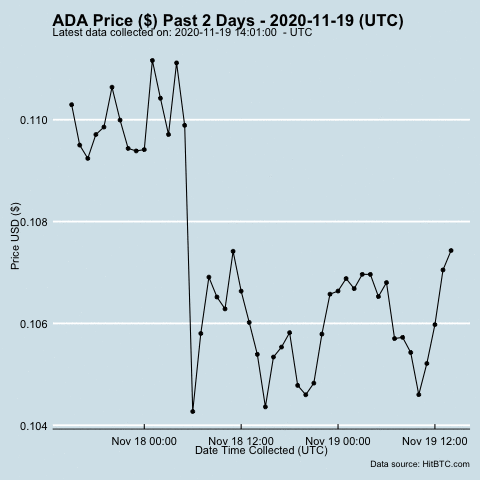 ADA Price ($) Past 2 Days - 2020-11-19 (UTC)
Latest data collected on: 2020-11-19 14:01:00  - UTC
0.110
0.108
0.106
0.104
Price USD ($)
Nov 18 00:00 Nov 18 12:00 Nov 19 00:00 Nov 19 12:00
Date Time Collected (UTC)
Data source: HitBTC.com